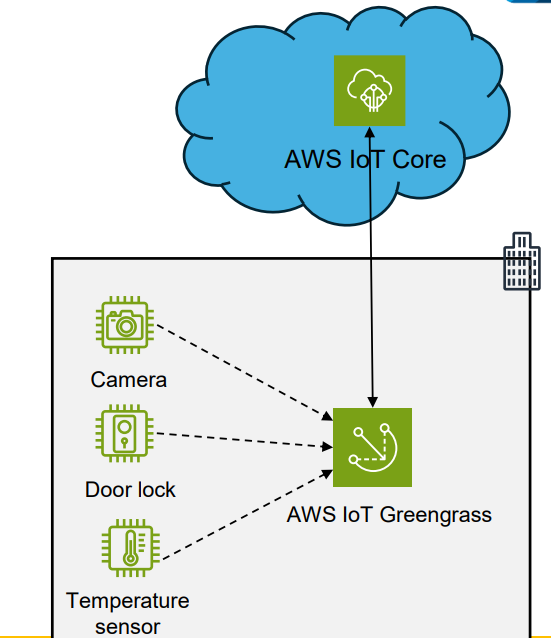 AWS IoT Core
Camera
Door lock
AWS IoT Greengrass
Temperature
sensor